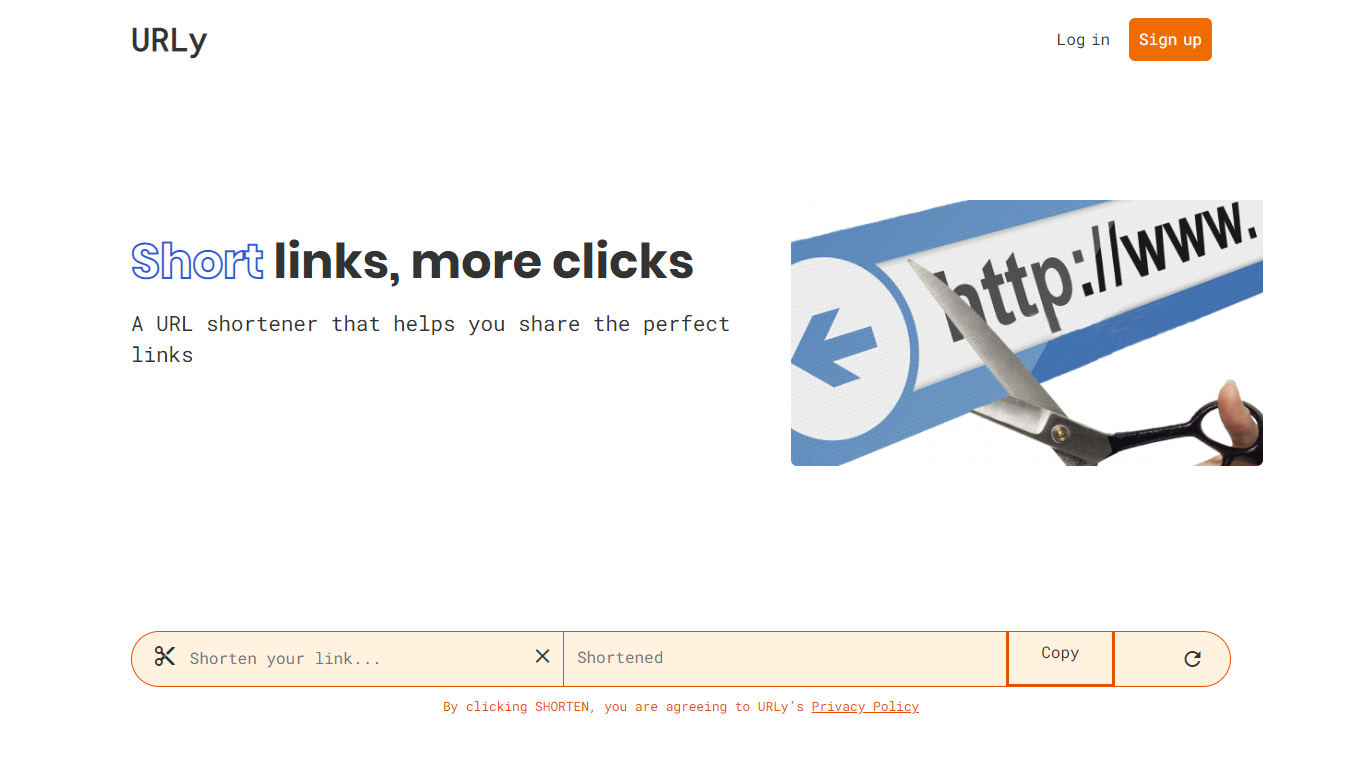 URLy
Log in
Sign up
Short links, more clicks
A URL shortener that helps you share the perfect
links
http://www.
Shorten your link...
Shortened
Copy
By clicking SHORTEN, you are agreeing to URLy’s Privacy Policy